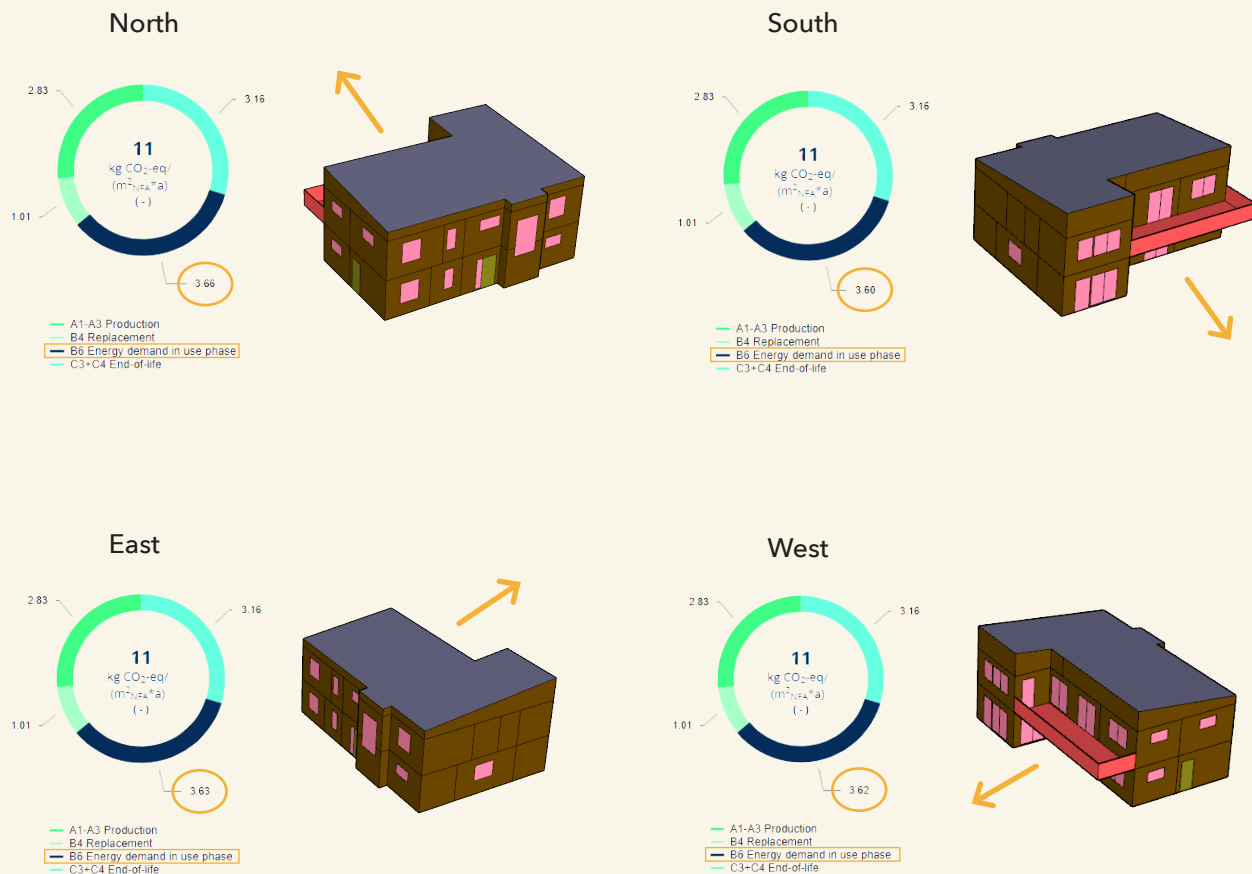 North
2.83
3.16
11
kg CO₂-eq/
(m²NFA*a)
(-)
1.01
3.66
A1-A3 Production
B4 Replacement
B6 Energy demand in use phase
C3+C4 End-of-life
South
2.83
3.16
11
kg CO₂-eq/
(m²NFA*a)
(-)
1.01
3.60
A1-A3 Production
B4 Replacement
B6 Energy demand in use phase
C3+C4 End-of-life
East
2.83
3.16
11
kg CO₂-eq/
(m²NFA*a)
(-)
1.01
3.63
A1-A3 Production
B4 Replacement
B6 Energy demand in use phase
C3+C4 End-of-life
West
2.83
3.16
11
kg CO₂-eq/
(m²NFA*a)
(-)
1.01
3.62
A1-A3 Production
B4 Replacement
B6 Energy demand in use phase
C3+C4 End-of-life